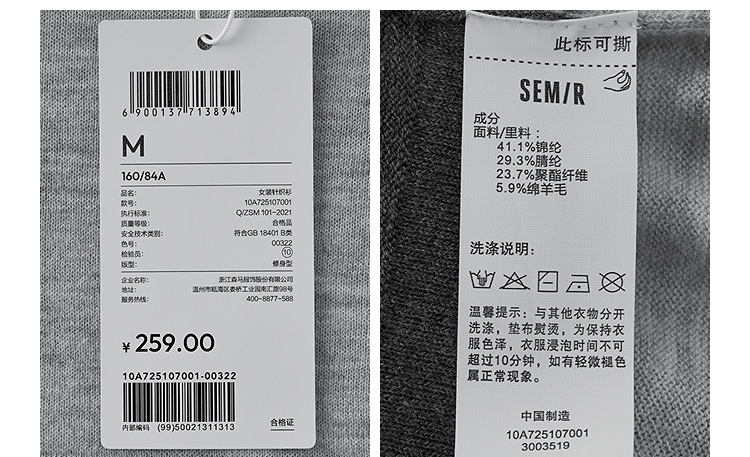 6 900137 713894
M
160/84A
品名: 女装针织衫
款号: 10A725107001
执行标准: Q/ZSM 101-2021
质量等级: 合格品
安全技术类别: 符合GB 18401 B类
色号: 00322
检验员: 10
版型: 修身型
企业名称: 浙江森马服饰股份有限公司
地址: 温州市瓯海区娄桥工业园南汇路98号
服务热线: 400-8877-588
¥ 259.00
10A725107001-00322
内部编码 (99)50021311313
合格证
此标可撕
SEM/R
成分
面料/里料:
41.1%锦纶
29.3%腈纶
23.7%聚酯纤维
5.9%绵羊毛
洗涤说明:
温馨提示: 与其他衣物分开
洗涤, 垫布熨烫, 为保持衣
服色泽, 衣服浸泡时间不可
超过10分钟, 如有轻微褪色
属正常现象。
中国制造
10A725107001
3003519